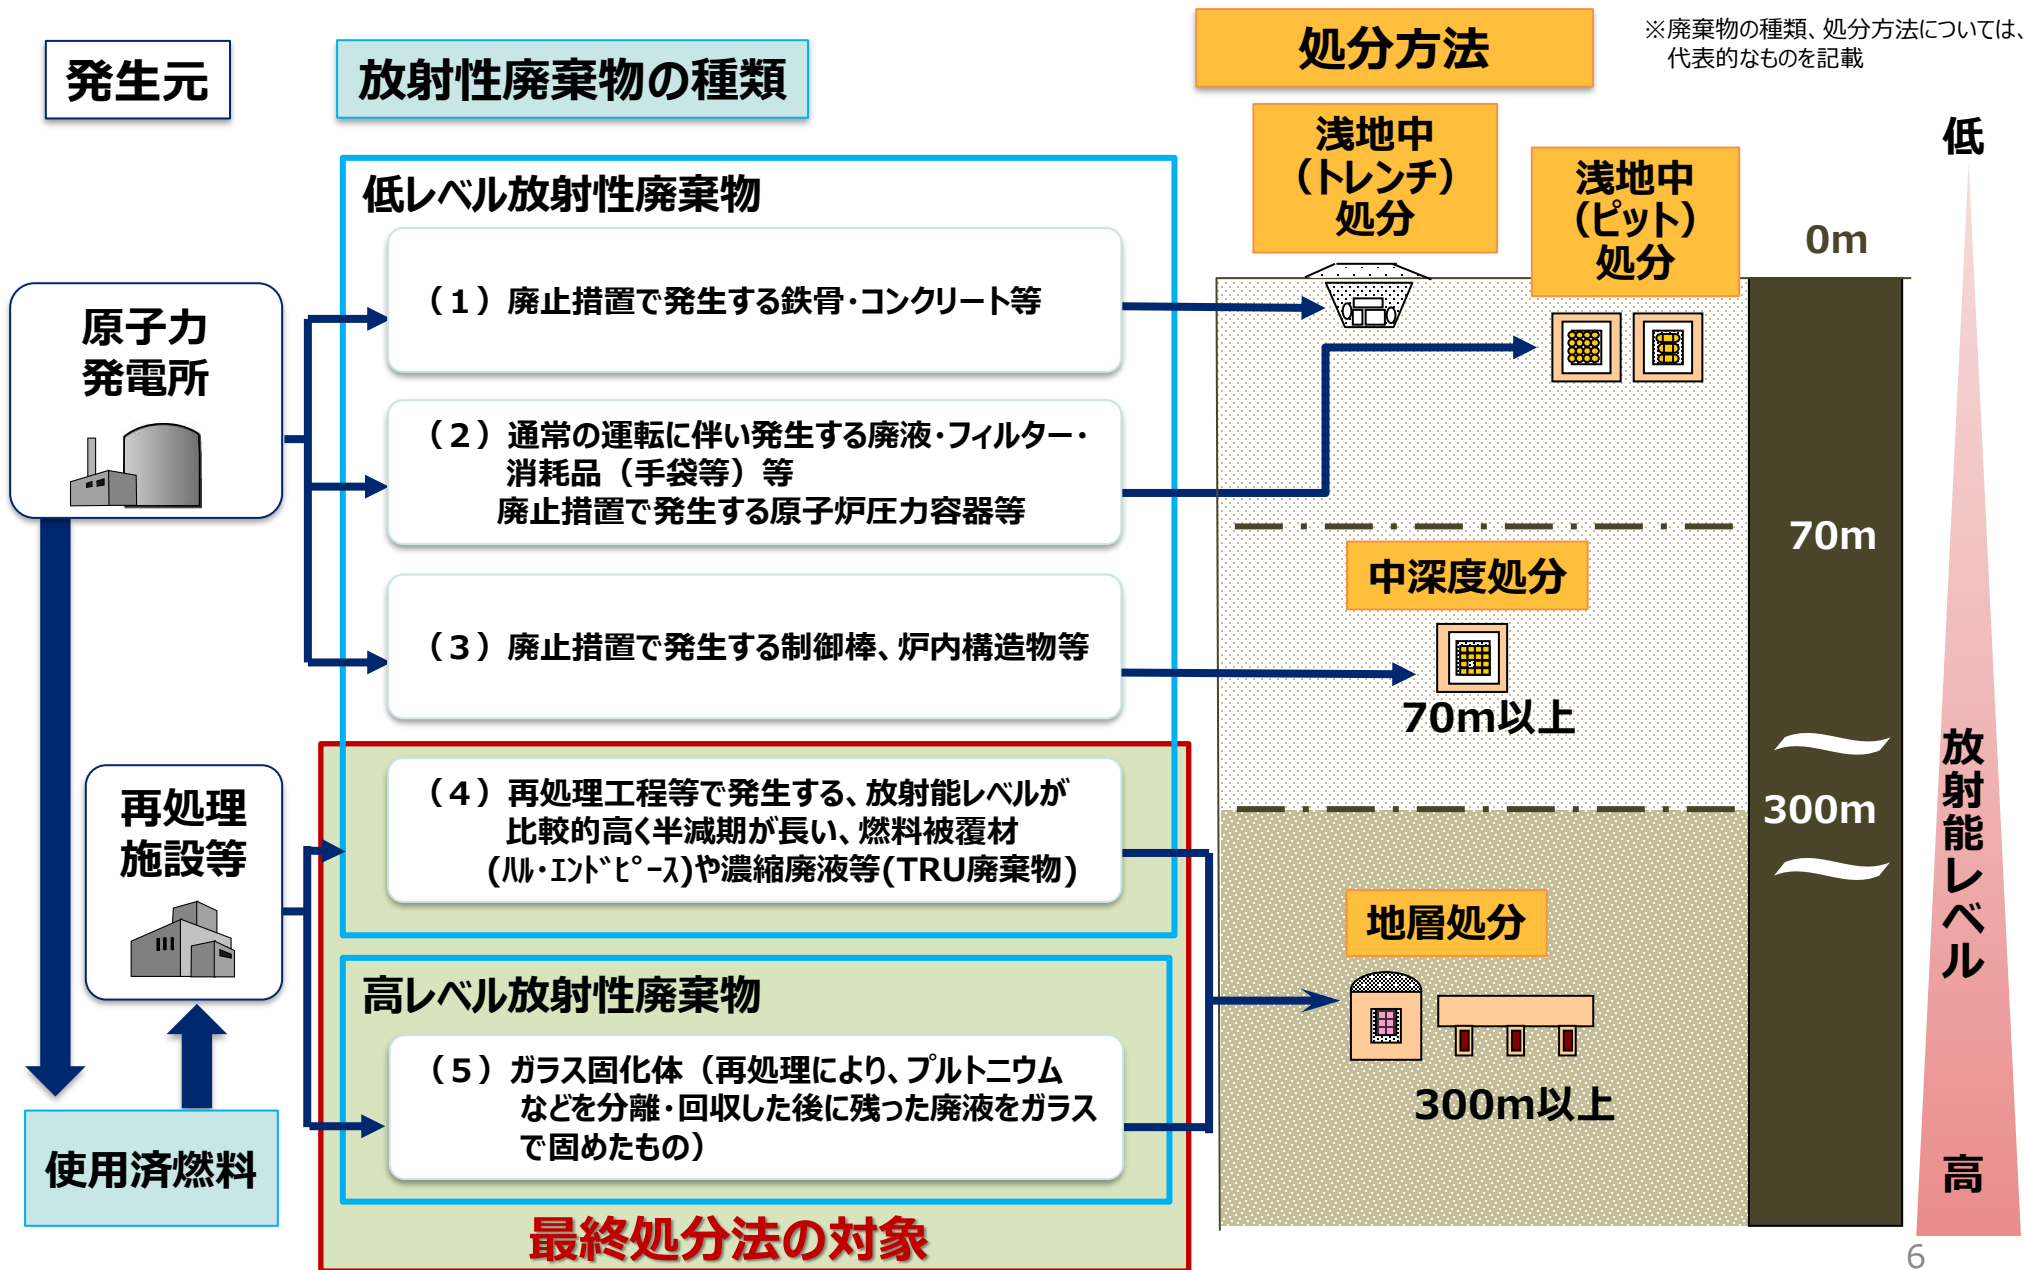 発生元
放射性廃棄物の種類
処分方法
※廃棄物の種類、処分方法については、
代表的なものを記載
低レベル放射性廃棄物
（１）廃止措置で発生する鉄骨・コンクリート等
（２）通常の運転に伴い発生する廃液・フィルター・
消耗品（手袋等）等
廃止措置で発生する原子炉圧力容器等
（３）廃止措置で発生する制御棒、炉内構造物等
（４）再処理工程等で発生する、放射能レベルが
比較的高く半減期が長い、燃料被覆材
(ﾊﾙ・ｴﾝﾄﾞﾋﾟｰｽ)や濃縮廃液等(TRU廃棄物)
高レベル放射性廃棄物
（５）ガラス固化体（再処理により、プルトニウム
などを分離・回収した後に残った廃液をガラス
で固めたもの）
最終処分法の対象
原子力
発電所
再処理
施設等
使用済燃料
浅地中
（トレンチ）
処分
浅地中
（ピット）
処分
中深度処分
70m以上
地層処分
300m以上
0m
70m
300m
低
放射能レベル
高
6